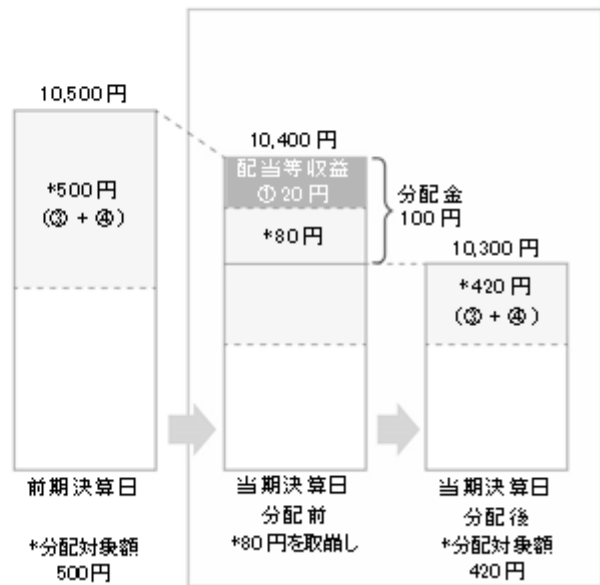 10,500円
*500円
(③ + ④)
前期決算日
*分配対象額
500円
10,400円
配当等収益
① 20円
*80円
分配金
100円
当期決算日
分配前
*80円を取崩し
10,300円
*420円
(③ + ④)
当期決算日
分配後
*分配対象額
420円